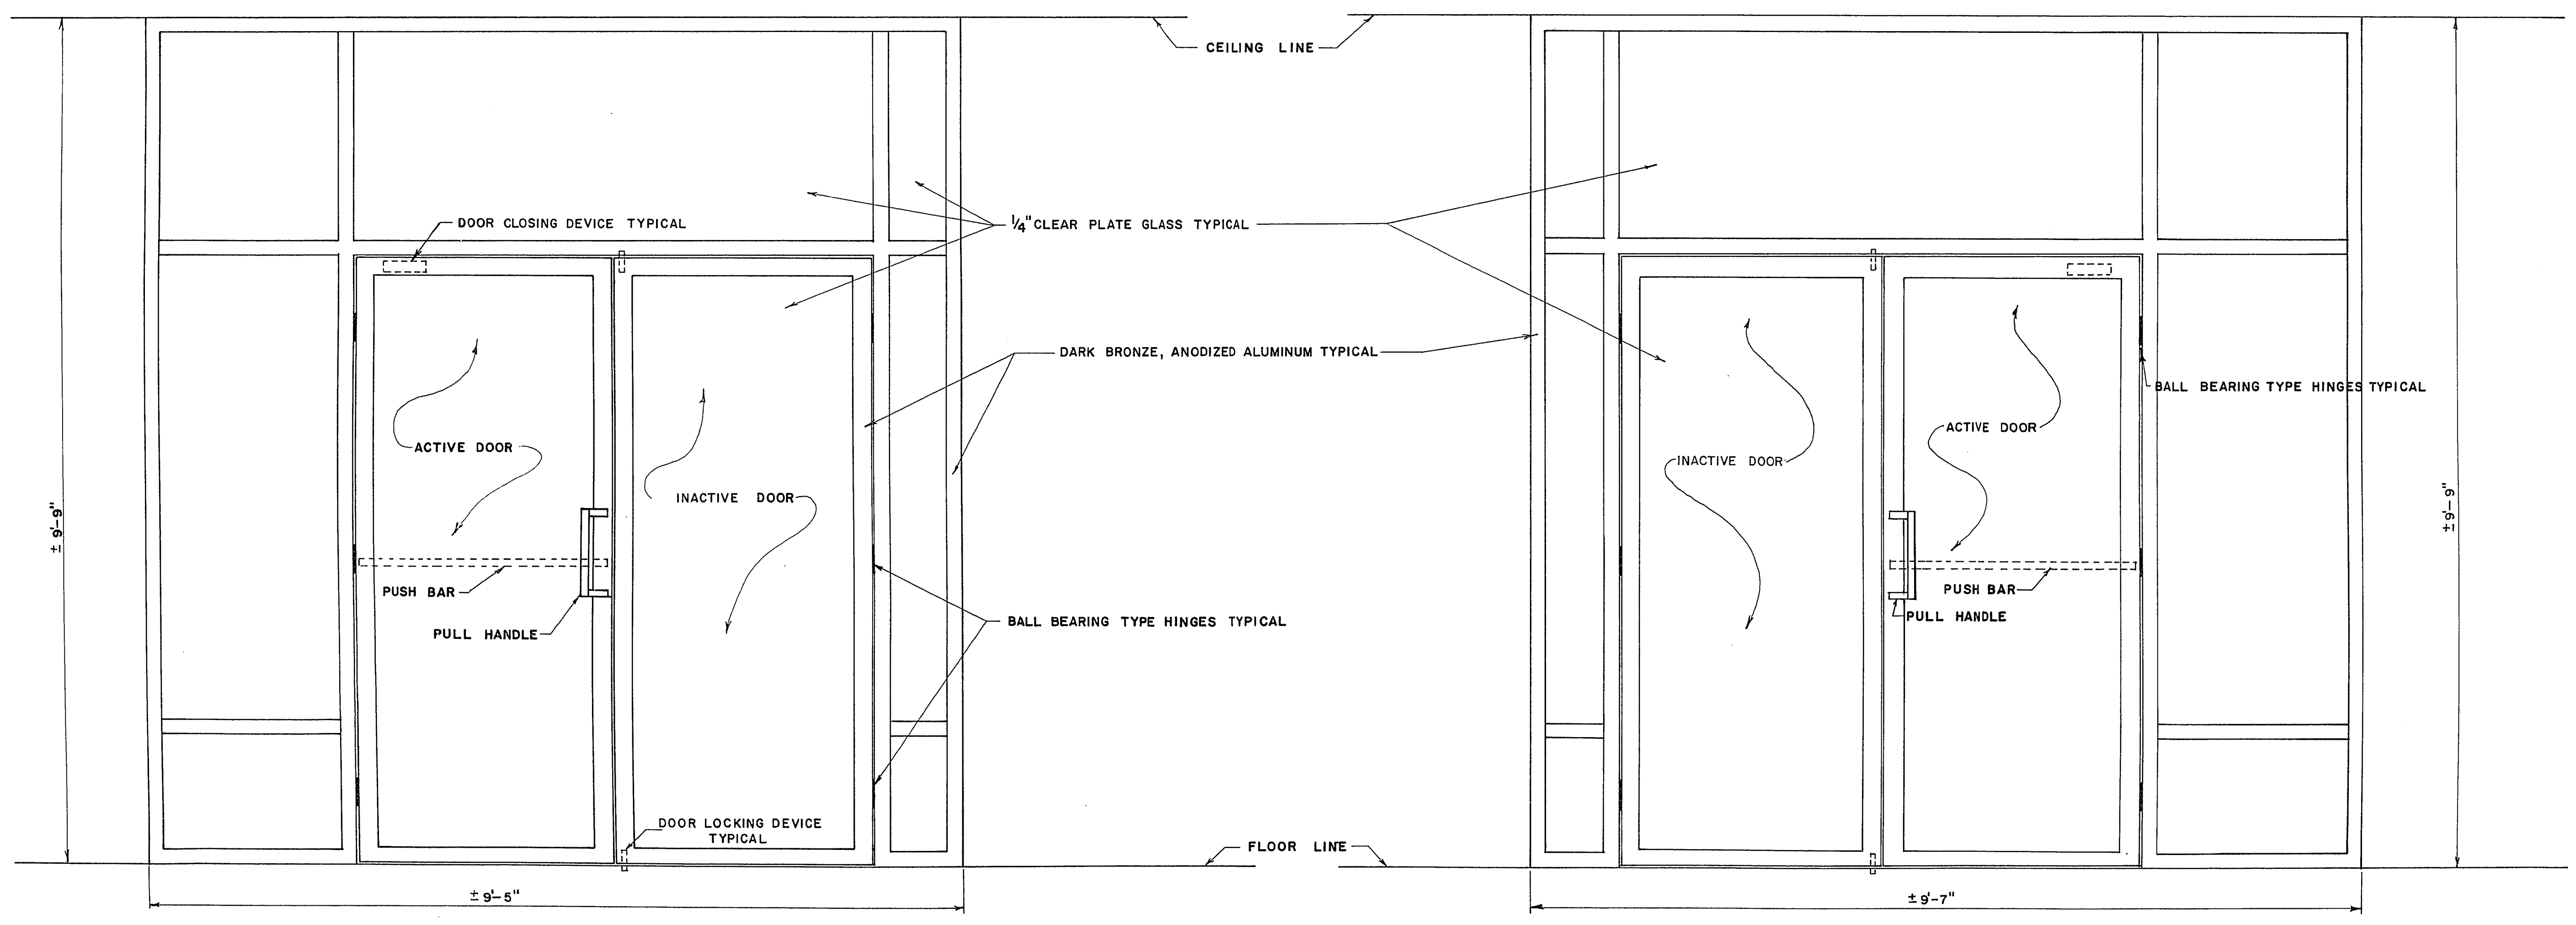 CEILING LINE
DOOR CLOSING DEVICE TYPICAL
1/4" CLEAR PLATE GLASS TYPICAL
DARK BRONZE, ANODIZED ALUMINUM TYPICAL
BALL BEARING TYPE HINGES TYPICAL
ACTIVE DOOR
INACTIVE DOOR
ACTIVE DOOR
INACTIVE DOOR
± 9'-9"
± 9'-9"
PUSH BAR
PULL HANDLE
PUSH BAR
PULL HANDLE
BALL BEARING TYPE HINGES TYPICAL
DOOR LOCKING DEVICE
TYPICAL
FLOOR LINE
± 9'-5"
± 9'-7"